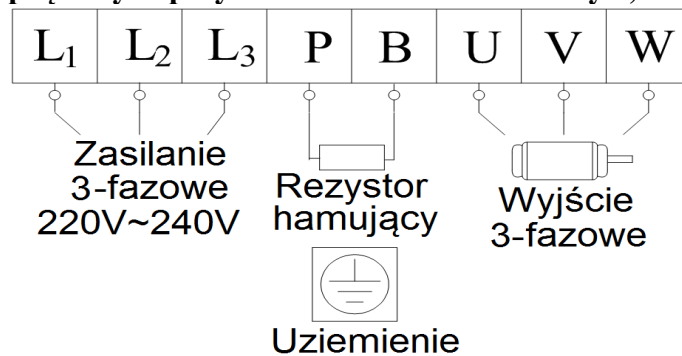 L₁ L₂ L₃ P B U V W
Zasilanie
3-fazowe
220V~240V
Rezystor
hamujący
Wyjście
3-fazowe
Uziemienie